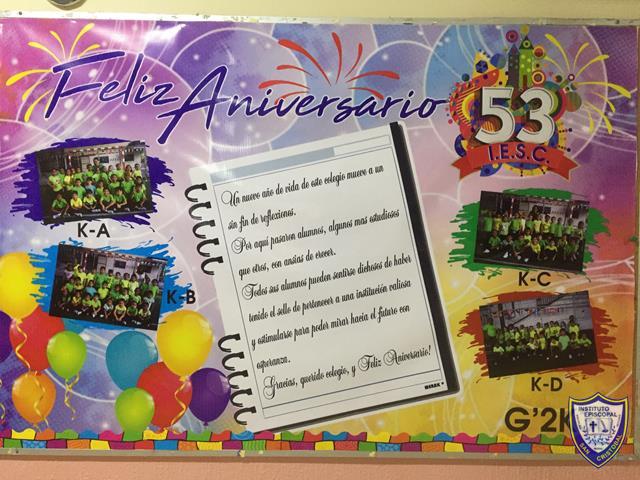 Feliz Aniversario
53
I.E.S.C.
K-A
K-B
Un nuevo año de vida de este colegio mueve a un
sin fin de reflexiones.
Por aquí pasaron alumnos, algunos mas estudiosos
que otros, con ansias de crecer.
Todos sus alumnos pueden sentirse dichosos de haber
tenido el sello de pertenecer a una institución valiosa
y estimularse para poder mirar hacia el futuro con
esperanza.
Gracias, querido colegio, y Feliz Aniversario!
K-C
K-D
G'2K
INSTITUTO
EPISCOPAL
SAN CRISTOBAL